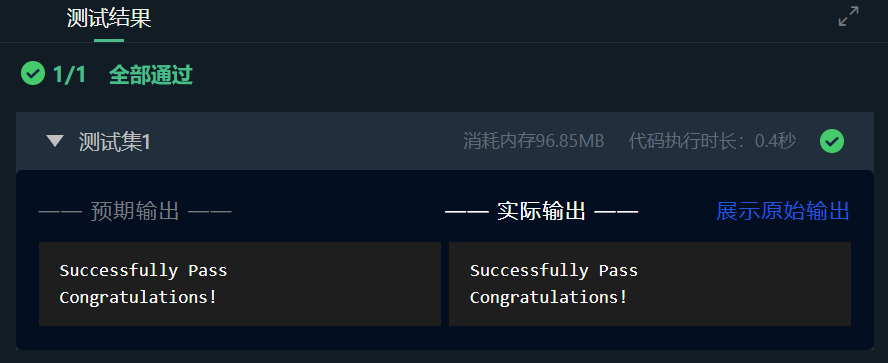 测试结果
1/1 全部通过
测试集1 消耗内存96.85MB 代码执行时长：0.4秒
—— 预期输出 —— —— 实际输出 —— 展示原始输出
Successfully Pass Successfully Pass
Congratulations! Congratulations!